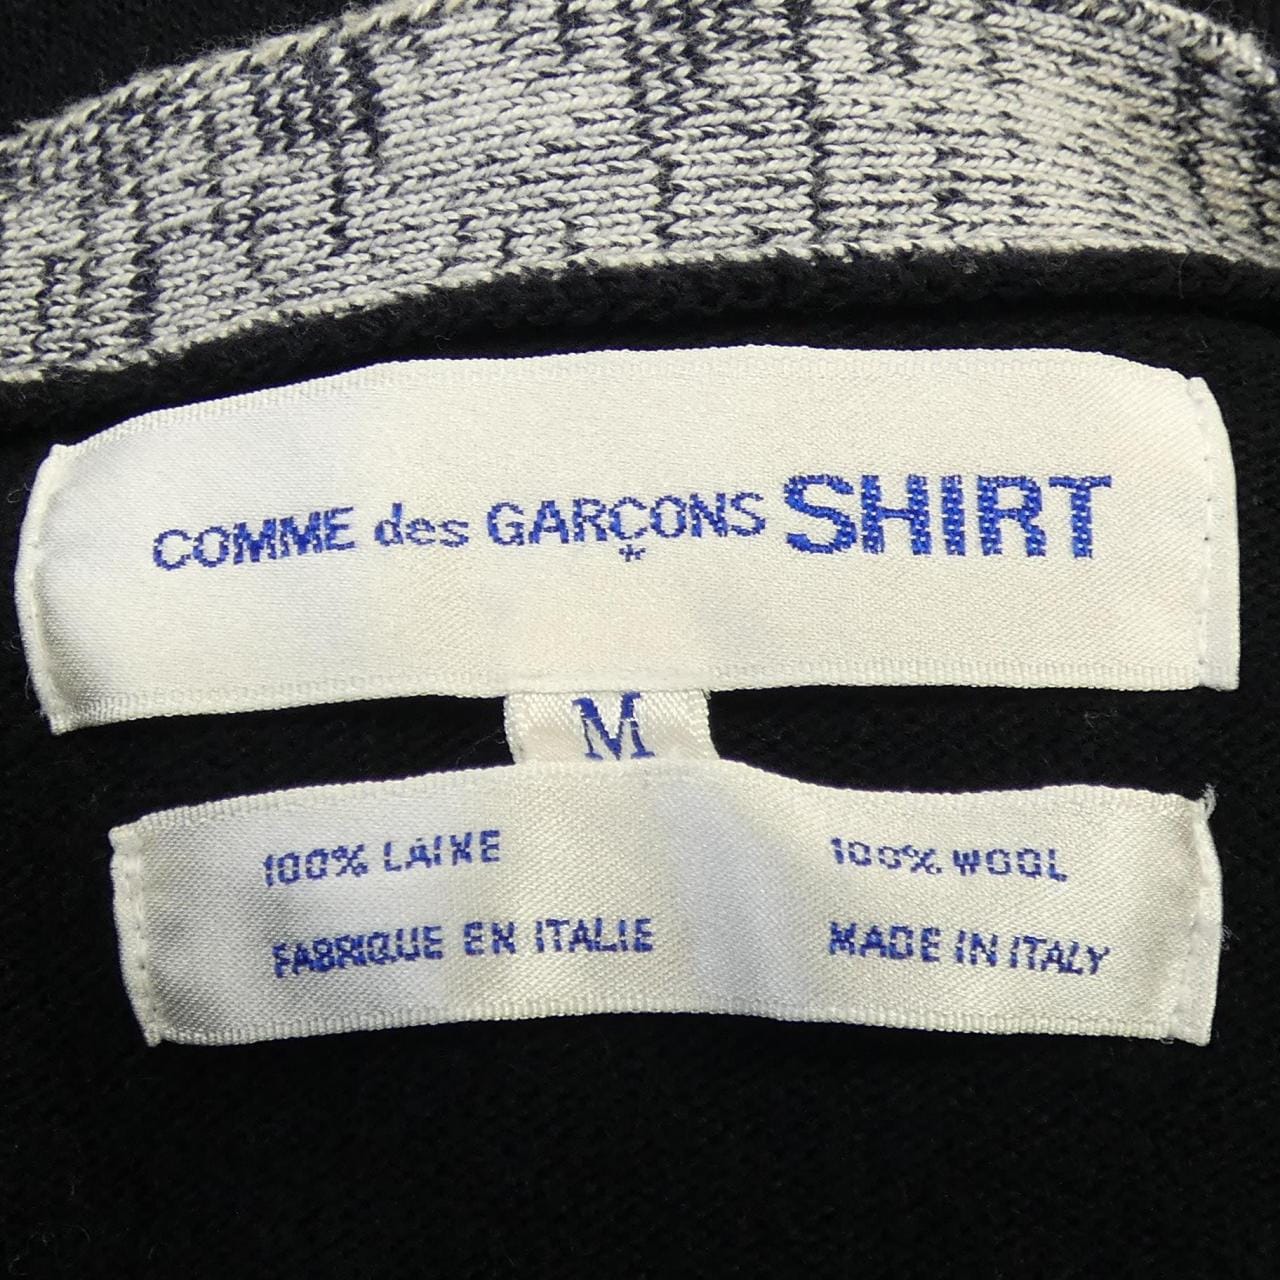 COMME des GARÇONS SHIRT
M
100% LAINE
FABRIQUE EN ITALIE
100% WOOL
MADE IN ITALY